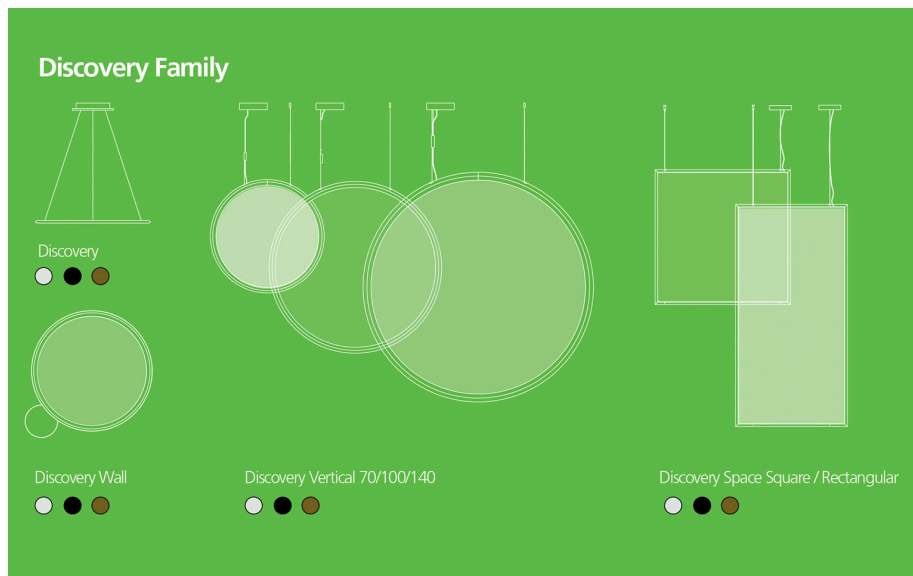 Discovery Family
Discovery
Discovery Wall
Discovery Vertical 70/100/140
Discovery Space Square / Rectangular